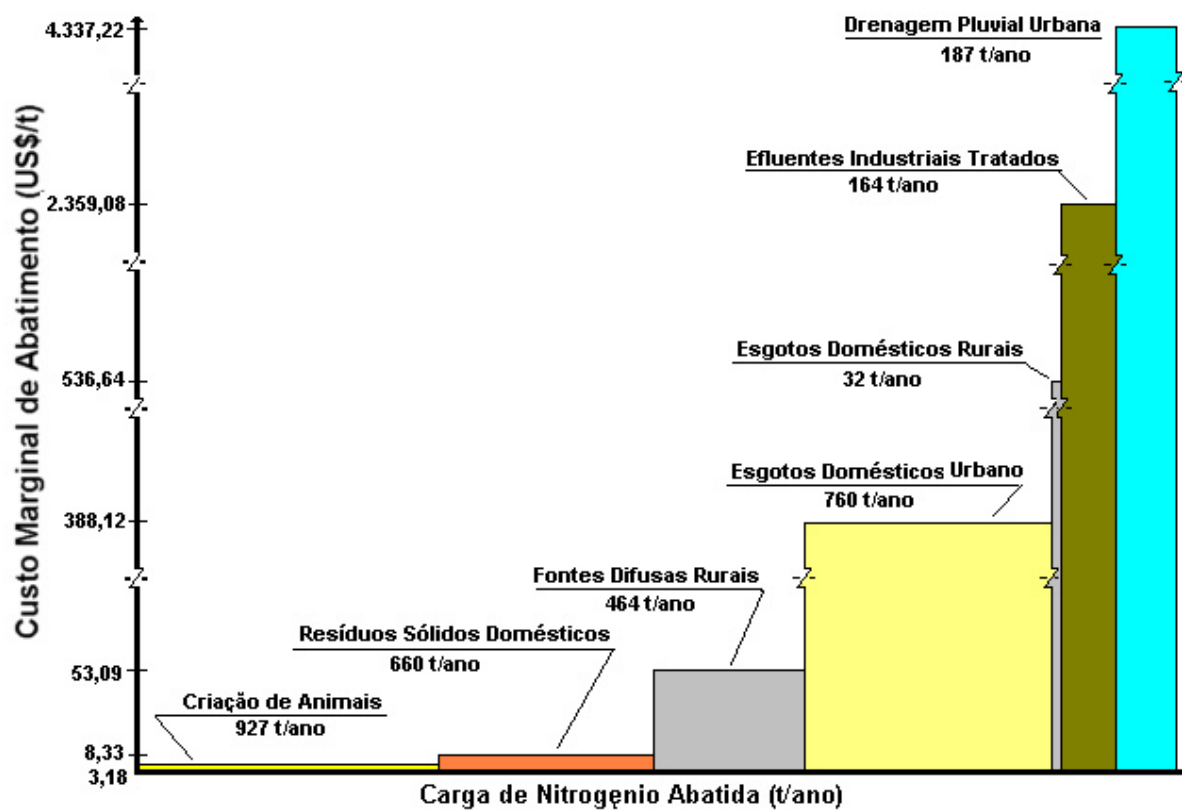 Custo Marginal de Abatimento (US$/t)
4.337,22
2.359,08
536,64
388,12
53,09
8,33
3,18
Drenagem Pluvial Urbana
187 t/ano
Efluentes Industriais Tratados
164 t/ano
Esgotos Domésticos Rurais
32 t/ano
Esgotos Domésticos Urbano
760 t/ano
Fontes Difusas Rurais
464 t/ano
Resíduos Sólidos Domésticos
660 t/ano
Criação de Animais
927 t/ano
Carga de Nitrogęnio Abatida (t/ano)